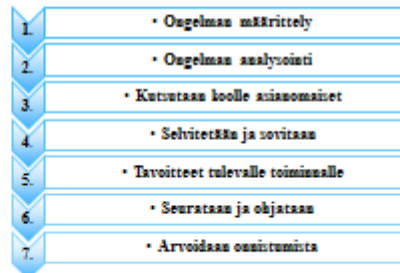 1. • Ongelman määrittely
2. • Ongelman analysointi
3. • Kutsutaan koolle asianomaiset
4. • Selvitetään ja sovitaan
5. • Tavoitteet tulevalle toiminnalle
6. • Seurataan ja ohjataan
7. • Arvoidaan onnistumista